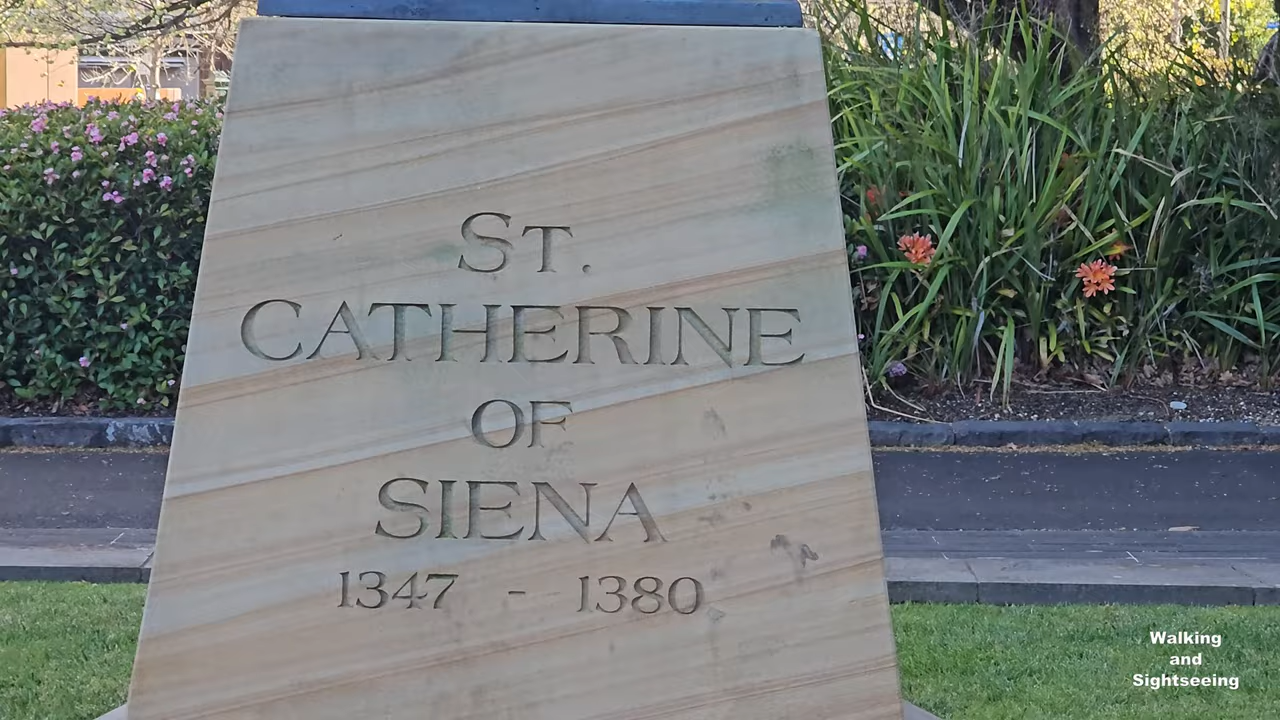 ST.
CATHERINE
OF
SIENA
1347 - 1380
Walking
and
Sightseeing